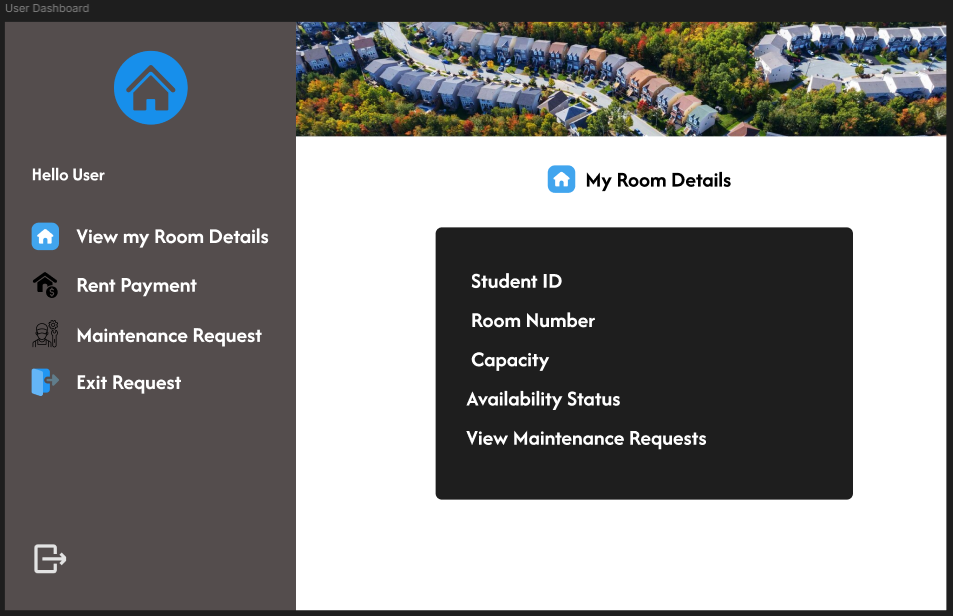 User Dashboard
Hello User
View my Room Details
Rent Payment
Maintenance Request
Exit Request
My Room Details
Student ID
Room Number
Capacity
Availability Status
View Maintenance Requests